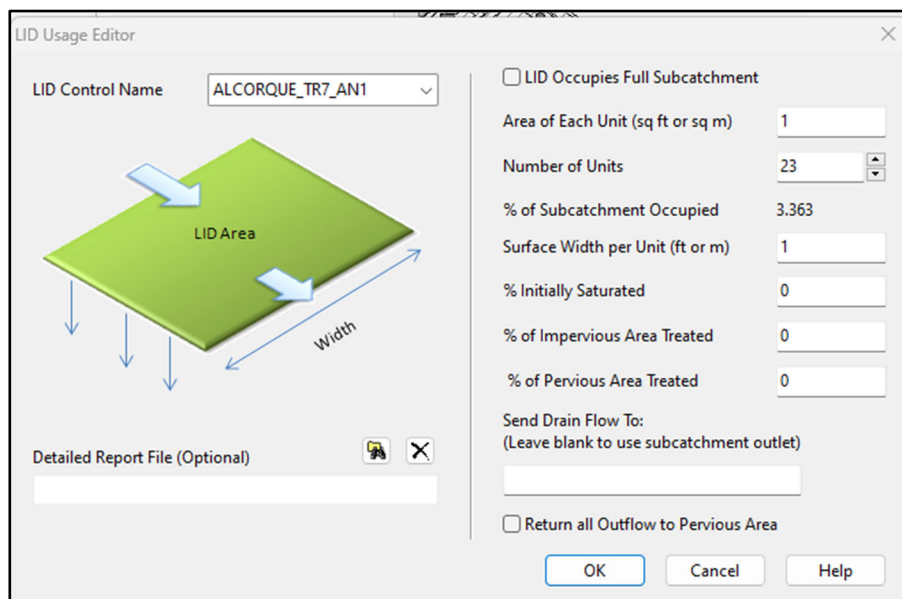 LID Usage Editor
LID Control Name
ALCORQUE_TR7_AN1
LID Area
Width
Detailed Report File (Optional)
LID Occupies Full Subcatchment
Area of Each Unit (sq ft or sq m) 1
Number of Units 23
% of Subcatchment Occupied 3.363
Surface Width per Unit (ft or m) 1
% Initially Saturated 0
% of Impervious Area Treated 0
% of Pervious Area Treated 0
Send Drain Flow To:
(Leave blank to use subcatchment outlet)
Return all Outflow to Pervious Area
OK Cancel Help